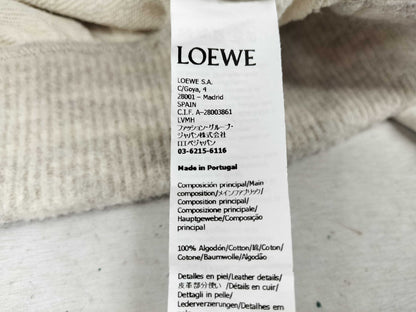 LOEWE
LOEWE S.A.
C/Goya, 4
28001 – Madrid
SPAIN
C.I.F. A-28003861
LVMH
ファッション・グループ・
ジャパン株式会社
ロエベジャパン
03-6215-6116
Made in Portugal
Composición principal/Main
composition/メインファブリック/
Composition principal/
Composizione principale/
Hauptgewebe/Composição
principal
100% Algodón/Cotton/綿/Coton/
Cotone/Baumwolle/Algodão
Detalles en piel/Leather details/
皮革部分使い /Détails en cuir/
Dettagli in pelle/
Lederverzierungen/Detalhes em